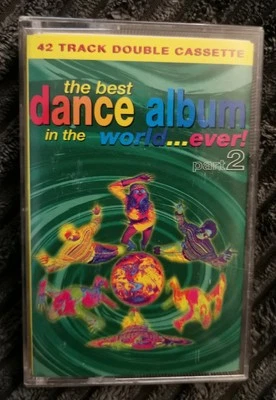 42 TRACK DOUBLE CASSETTE
the best
dance album
in the world...ever!
part 2